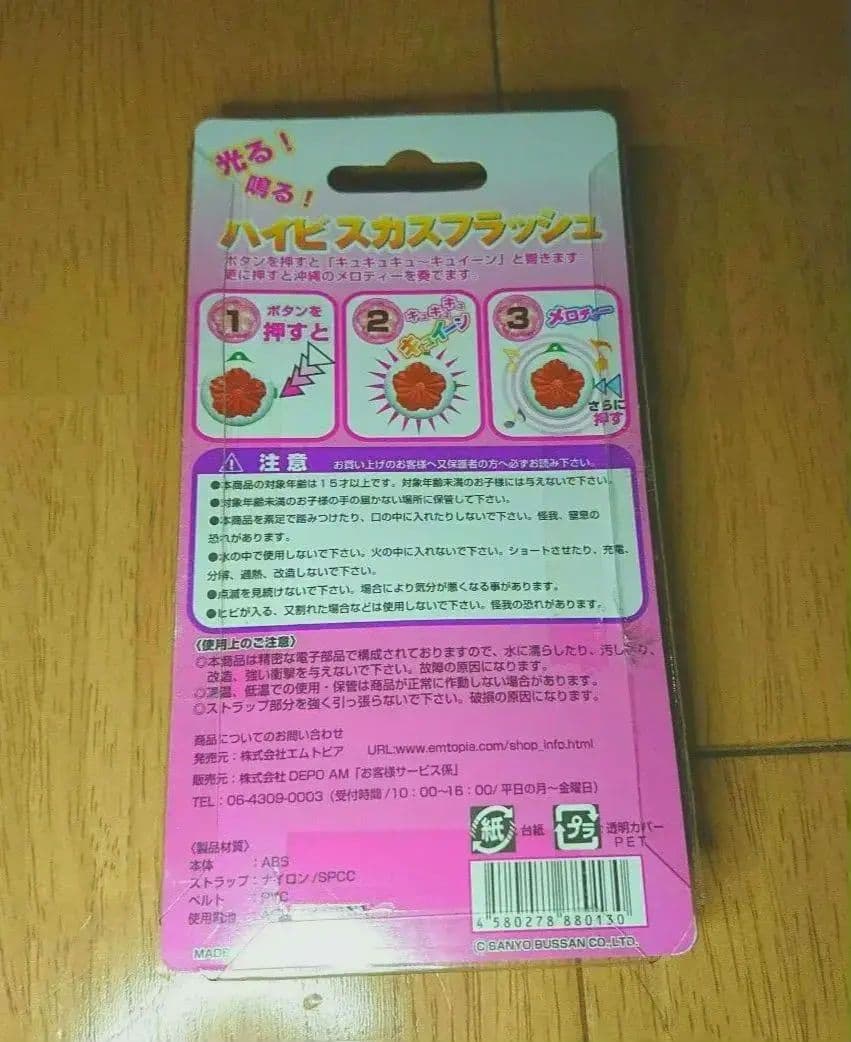 光る!
鳴る!
ハイビスカスフラッシュ
ボタンを押すと「キュキュキュ〜キュイーン」と響きます
更に押すと沖縄のメロディーを奏でます
1 ボタンを
押すと
2 キュキュキュ
キュイーン
3 メロディー
さらに
押す
注意 お買い上げのお客様へ又保護者の方へ必ずお読み下さい。
●本商品の対象年齢は15才以上です。対象年齢未満のお子様には与えないで下さい。
●対象年齢未満のお子様の手の届かない場所に保管して下さい。
●本商品を素足で踏みつけたり、口の中に入れたりしないで下さい。怪我、窒息の
恐れがあります。
●水の中で使用しないで下さい。火の中に入れないで下さい。ショートさせたり、充電、
分解、過熱、改造しないで下さい。
●点滅を見続けないで下さい。場合により気分が悪くなる事があります。
●ヒビが入る、又割れた場合などは使用しないで下さい。怪我の恐れがあります。
〈使用上のご注意〉
◎本商品は精密な電子部品で構成されておりますので、水に濡らしたり、汚したり、
改造、強い衝撃を与えないで下さい。故障の原因になります。
◎高温、低温での使用・保管は商品が正常に作動しない場合があります。
◎ストラップ部分を強く引っ張らないで下さい。破損の原因になります。
商品についてのお問い合わせ
発売元:株式会社エムトピア URL:www.emtopia.com/shop_info.html
販売元:株式会社 DEPO AM「お客様サービス係」
TEL:06-4309-0003(受付時間/10:00〜16:00/平日の月〜金曜日)
紙 台紙 プラ 透明カバー
PET
〈製品材質〉
本体 :ABS
ストラップ:ナイロン/SPCC
ベルト :PVC
使用電池
4 580278 880130
MADE
© SANYO BUSSAN CO.,LTD.